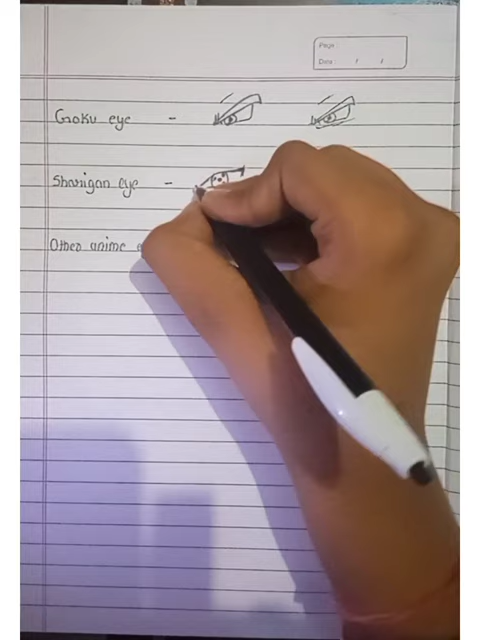 Page:
Date: / /
Goku eye -
Sharigan eye -
Other anime